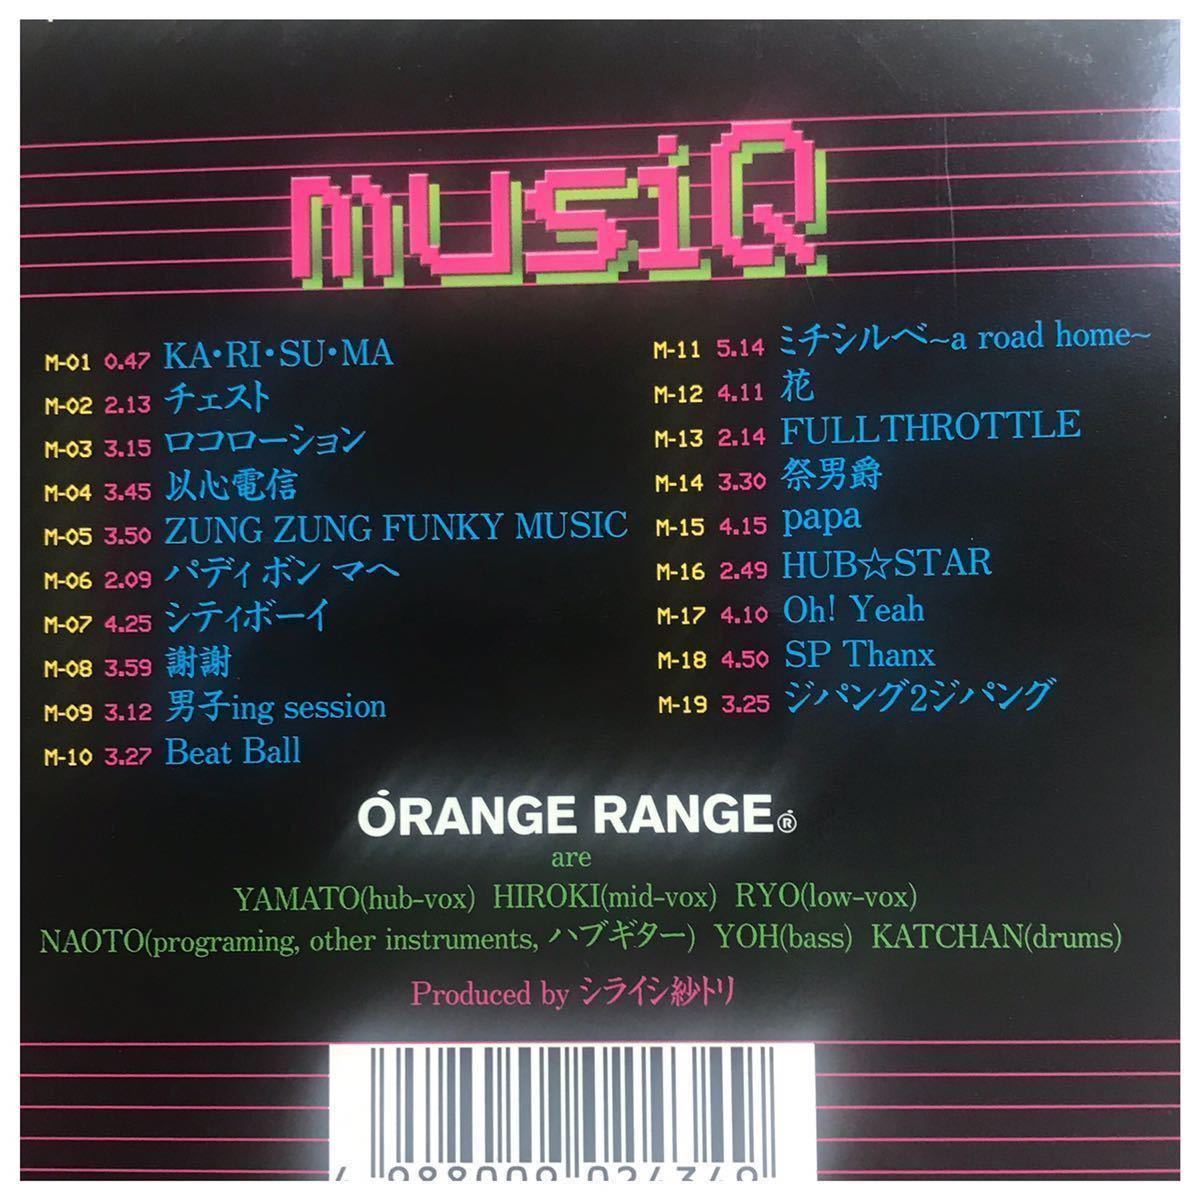 musiQ
M-01 0.47 KA・RI・SU・MA
M-02 2.13 チェスト
M-03 3.15 ロコローション
M-04 3.45 以心電信
M-05 3.50 ZUNG ZUNG FUNKY MUSIC
M-06 2.09 パディ ボン マヘ
M-07 4.25 シティボーイ
M-08 3.59 謝謝
M-09 3.12 男子ing session
M-10 3.27 Beat Ball
M-11 5.14 ミチシルベ~a road home~
M-12 4.11 花
M-13 2.14 FULLTHROTTLE
M-14 3.30 祭男爵
M-15 4.15 papa
M-16 2.49 HUB☆STAR
M-17 4.10 Oh! Yeah
M-18 4.50 SP Thanx
M-19 3.25 ジパング2ジパング
ÓRANGE RANGE®
are
YAMATO(hub-vox) HIROKI(mid-vox) RYO(low-vox)
NAOTO(programing, other instruments, ハブギター) YOH(bass) KATCHAN(drums)
Produced by シライシ紗トリ
4 988009 024349